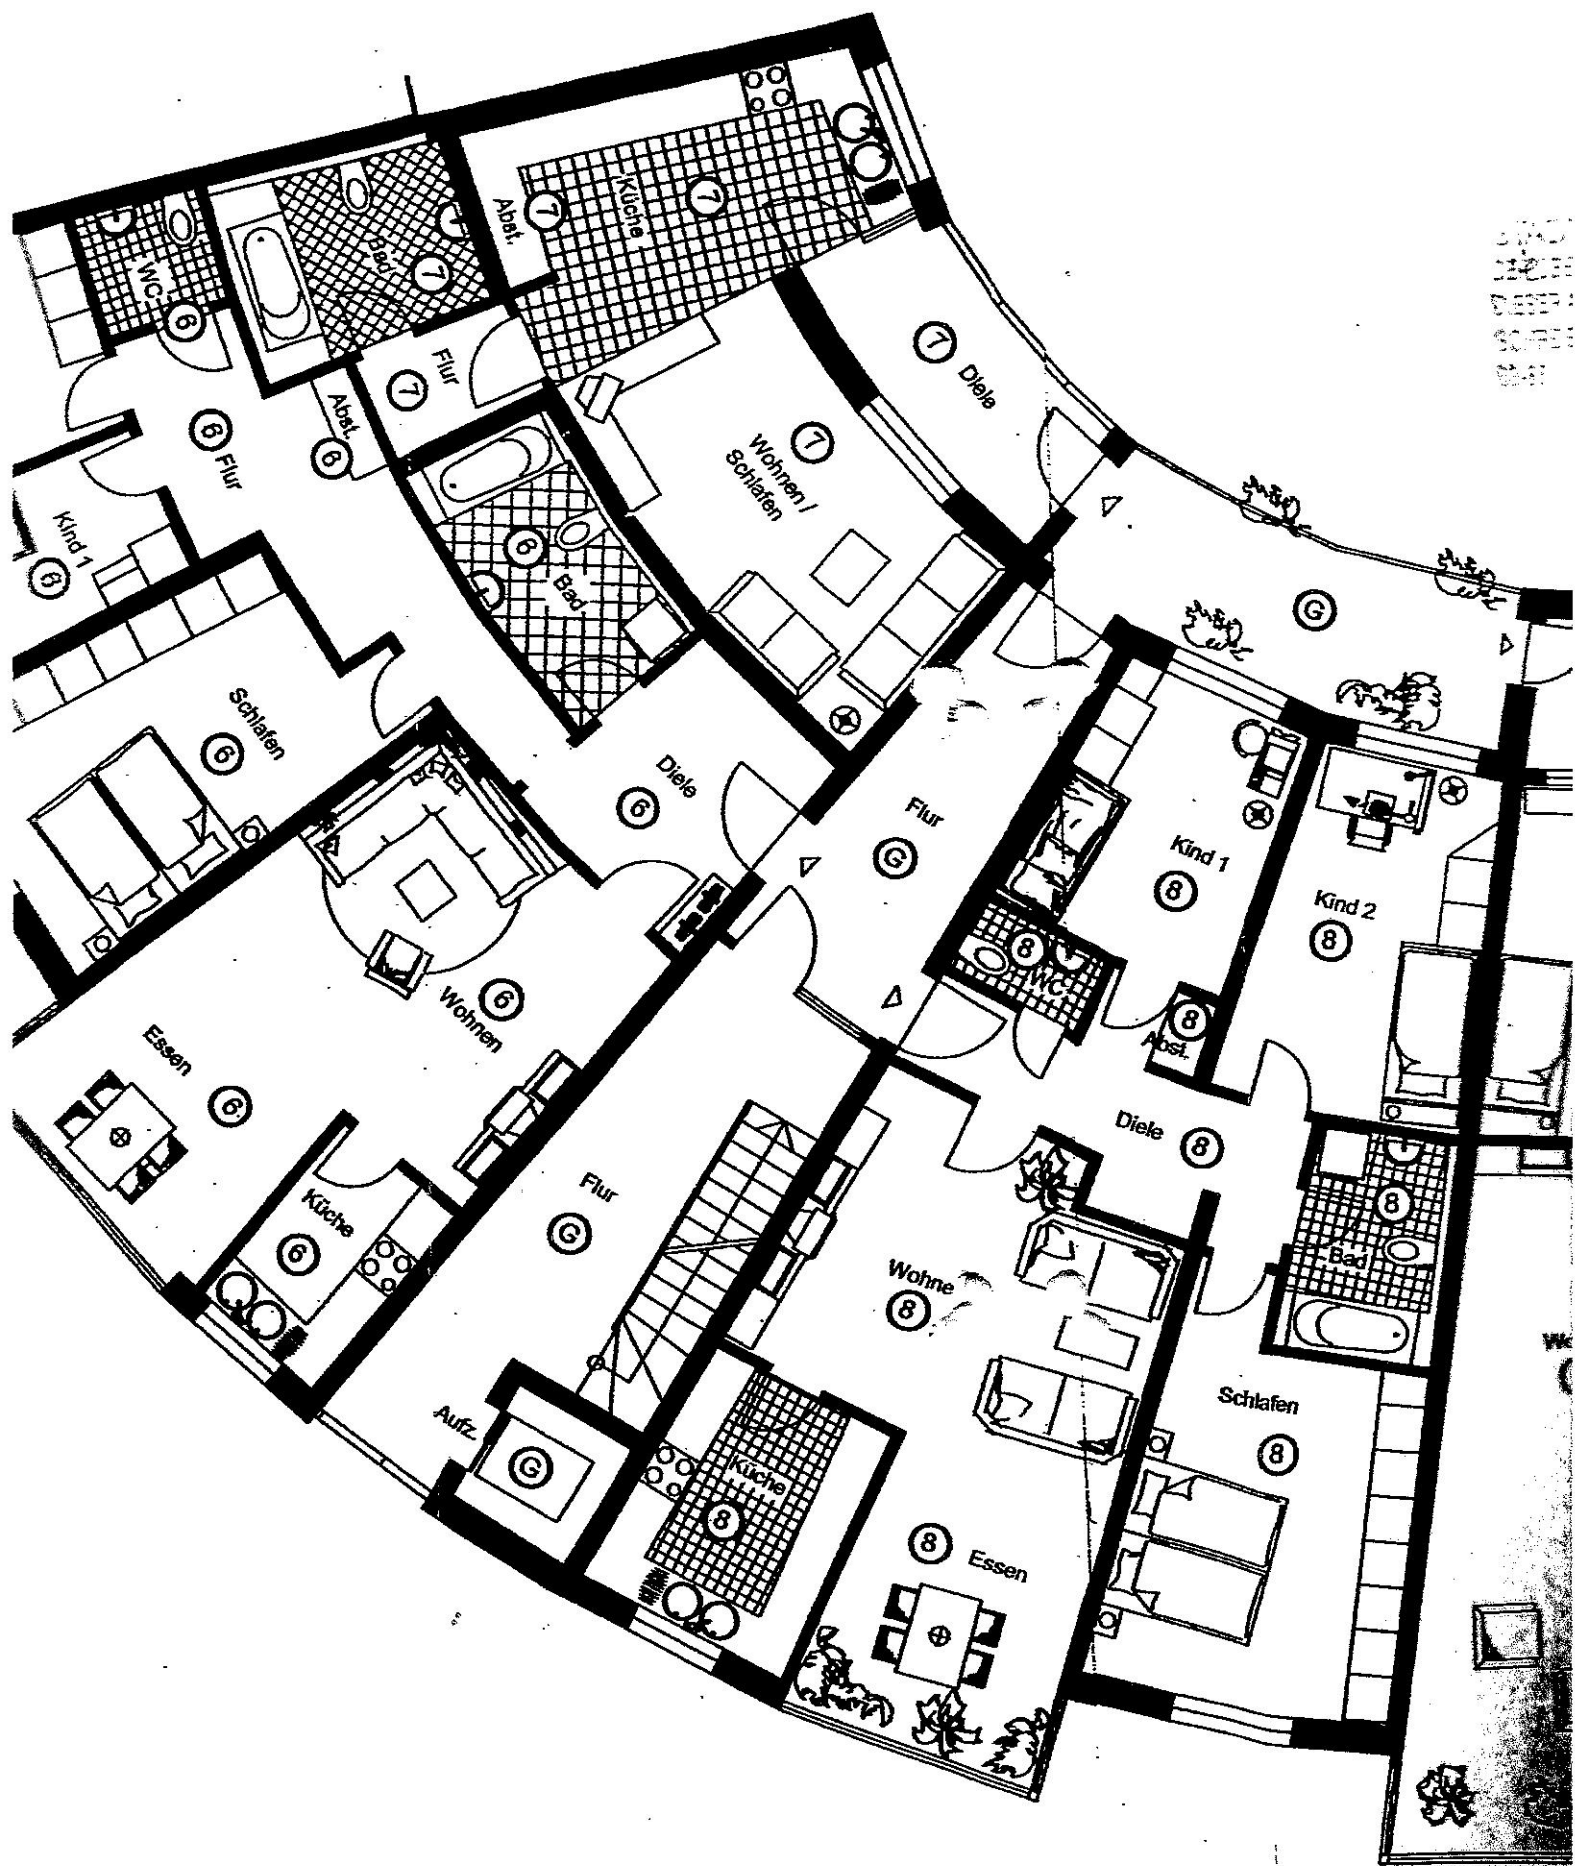 Küche
7
7
Abst.
Bad
7
WC
6
7
Diele
Flur
7
Abst.
6
6
Flur
7
Wohnen /
Schlafen
Kind 1
6
6
Bad
G
Schlafen
6
Diele
6
Flur
G
Kind 1
8
Kind 2
8
8
WC
8
Abst.
6
Wohnen
Essen
6
Diele
8
8
Bad
Küche
6
Flur
G
Wohne
8
Schlafen
8
Aufz.
G
Küche
8
8
Essen